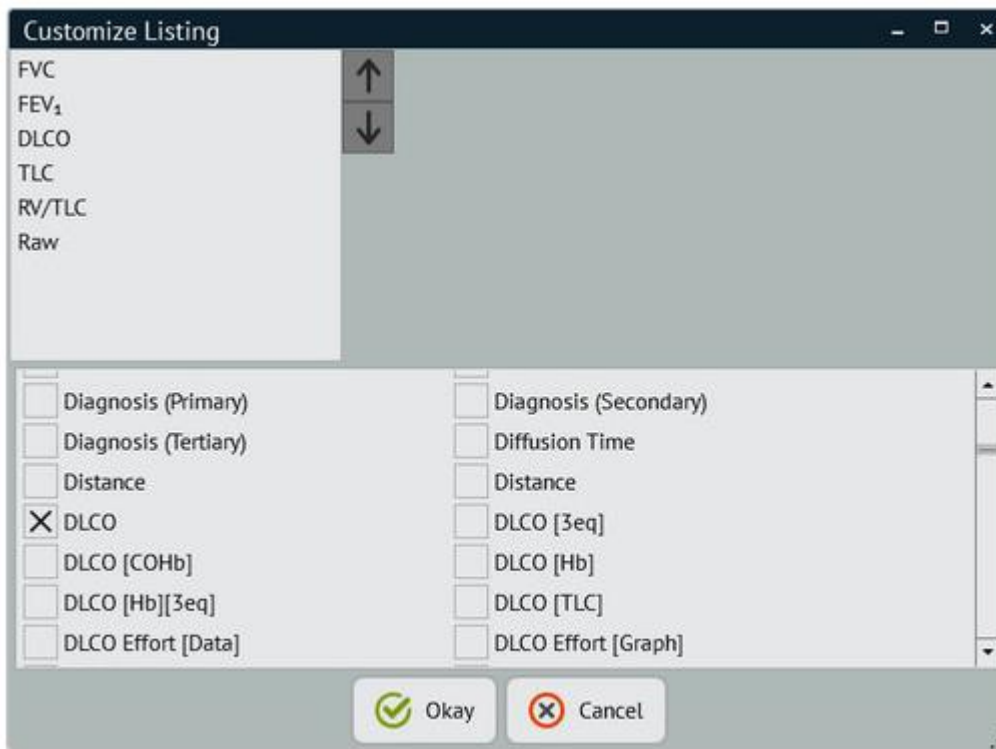 Customize Listing
FVC
FEV₁
DLCO
TLC
RV/TLC
Raw
Diagnosis (Primary) Diagnosis (Secondary)
Diagnosis (Tertiary) Diffusion Time
Distance Distance
DLCO DLCO [3eq]
DLCO [COHb] DLCO [Hb]
DLCO [Hb][3eq] DLCO [TLC]
DLCO Effort [Data] DLCO Effort [Graph]
Okay Cancel